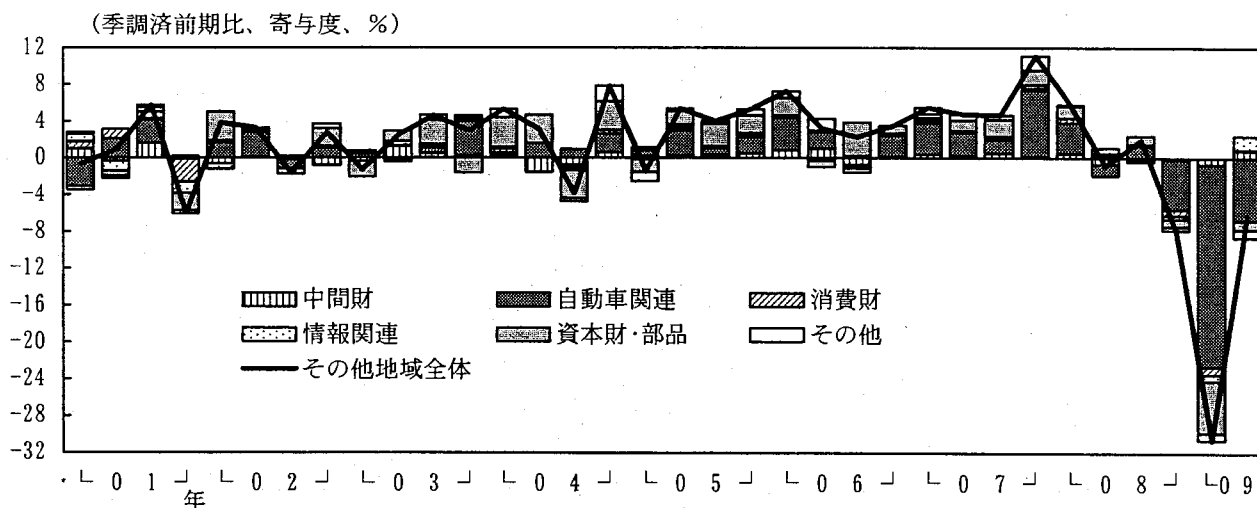 (季調済前期比、寄与度、%)
12
8
4
0
-4
-8
-12
-16
-20
-24
-28
-32
中間財 自動車関連 消費財
情報関連 資本財・部品 その他
その他地域全体
01 02 03 04 05 06 07 08 09
年